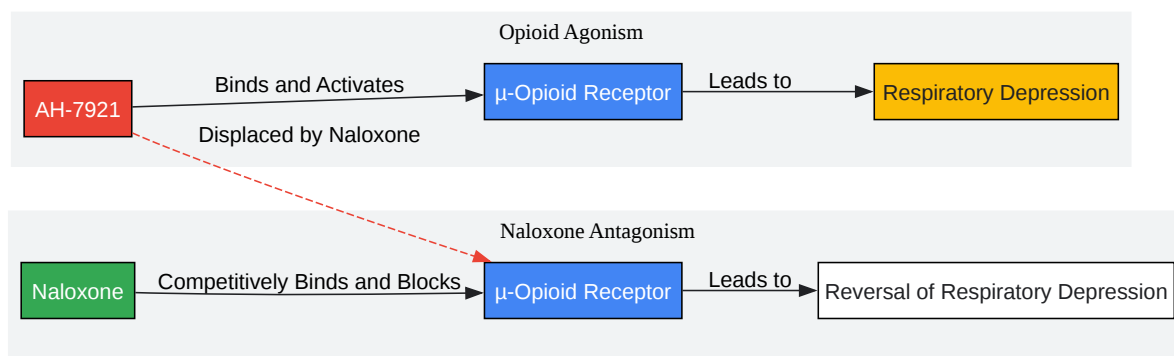 Opioid Agonism
AH-7921
Binds and Activates
µ-Opioid Receptor
Leads to
Respiratory Depression
Displaced by Naloxone
Naloxone Antagonism
Naloxone
Competitively Binds and Blocks
µ-Opioid Receptor
Leads to
Reversal of Respiratory Depression